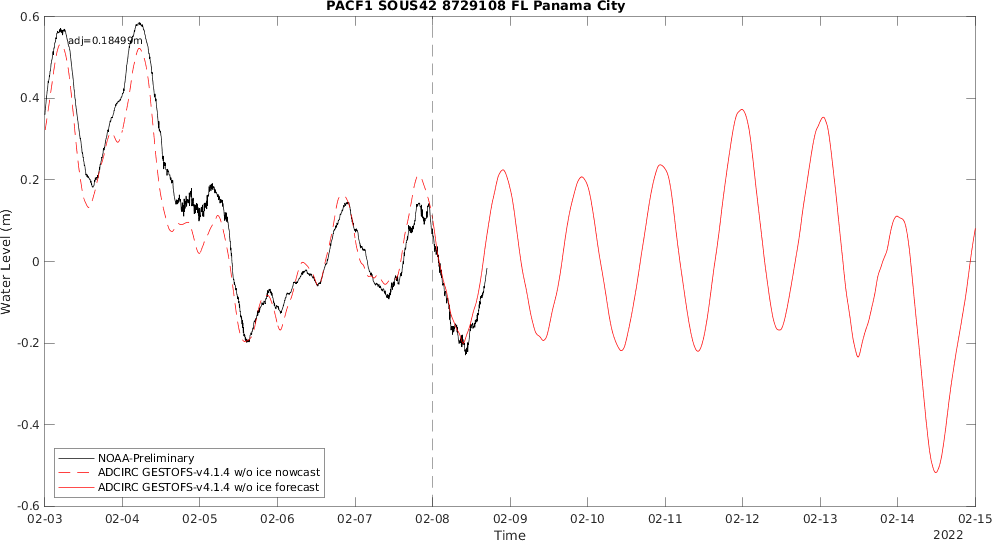 PACF1 SOUS42 8729108 FL Panama City
adj=0.18499m
0.6
0.4
0.2
0
-0.2
-0.4
-0.6
Water Level (m)
NOAA-Preliminary
ADCIRC GESTOFS-v4.1.4 w/o ice nowcast
ADCIRC GESTOFS-v4.1.4 w/o ice forecast
02-03 02-04 02-05 02-06 02-07 02-08 02-09 02-10 02-11 02-12 02-13 02-14 02-15
Time
2022